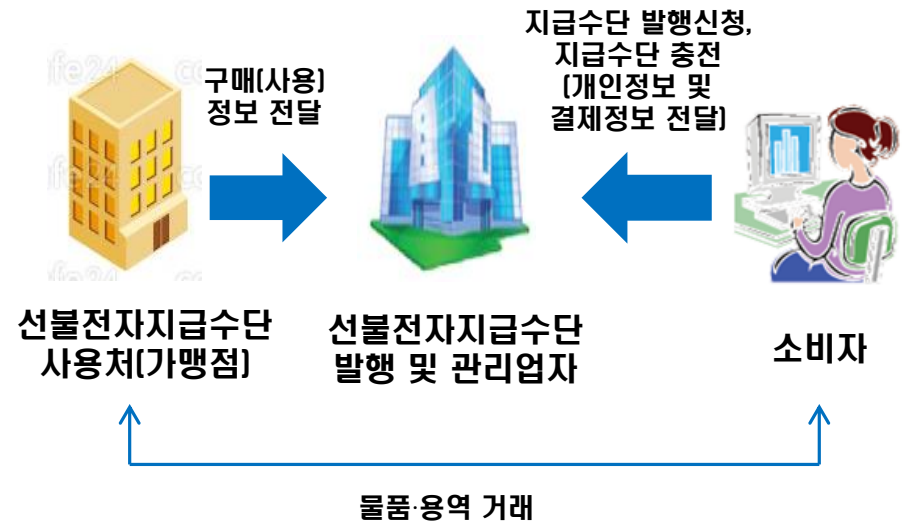 지급수단 발행신청,
지급수단 충전
(개인정보 및
결제정보 전달)
구매(사용)
정보 전달
선불전자지급수단
사용처(가맹점)
선불전자지급수단
발행 및 관리업자
소비자
물품·용역 거래